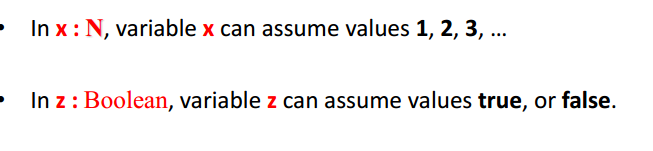 • In x : N, variable x can assume values 1, 2, 3, ...
• In z : Boolean, variable z can assume values true, or false.